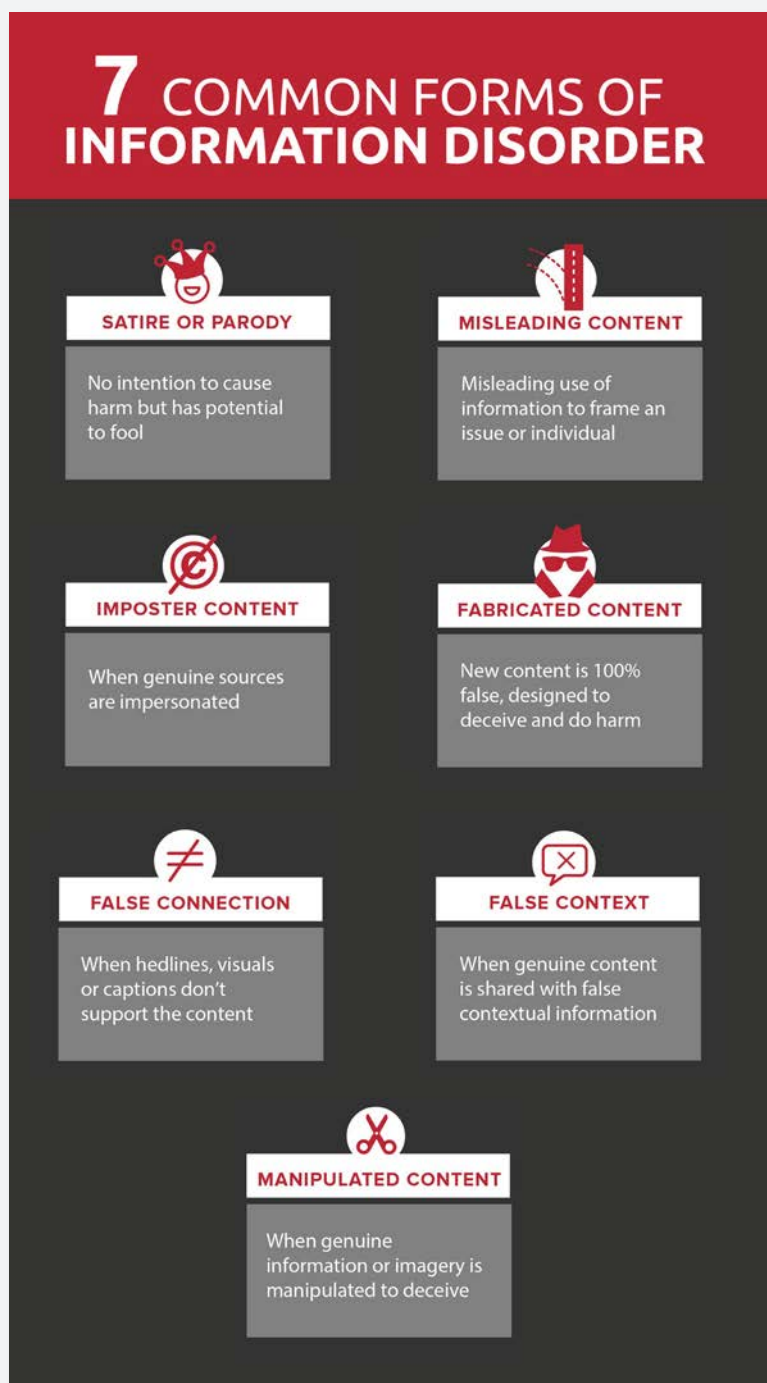 7 COMMON FORMS OF
INFORMATION DISORDER
SATIRE OR PARODY
No intention to cause
harm but has potential
to fool
MISLEADING CONTENT
Misleading use of
information to frame an
issue or individual
IMPOSTER CONTENT
When genuine sources
are impersonated
FABRICATED CONTENT
New content is 100%
false, designed to
deceive and do harm
FALSE CONNECTION
When hedlines, visuals
or captions don't
support the content
FALSE CONTEXT
When genuine content
is shared with false
contextual information
MANIPULATED CONTENT
When genuine
information or imagery is
manipulated to deceive